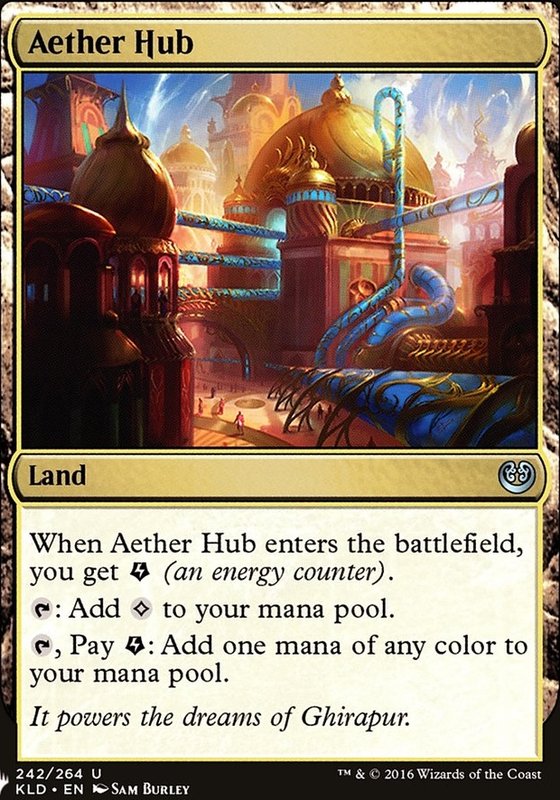 Aether Hub
Land
When Aether Hub enters the battlefield,
you get (an energy counter).
: Add to your mana pool.
, Pay : Add one mana of any color to
your mana pool.
It powers the dreams of Ghirapur.
242/264 U
KLD • EN Sam Burley
™ & © 2016 Wizards of the Coast